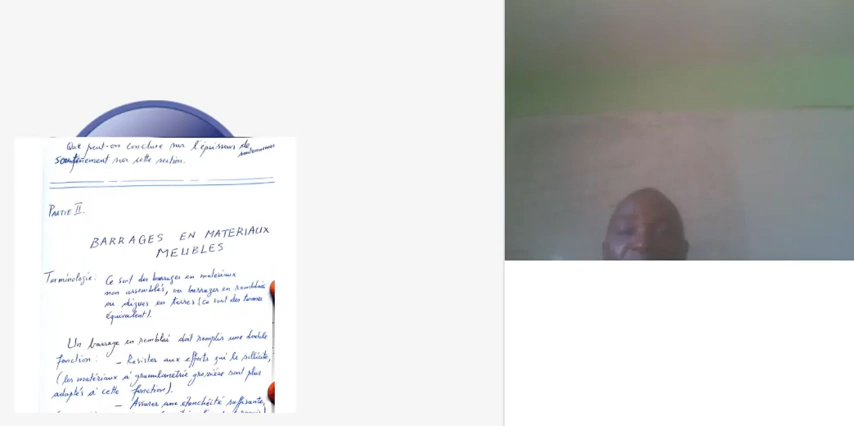 Que peut-on conclure sur l'épaisseur de
soutènement sur cette section.
PARTIE II.
BARRAGES EN MATERIAUX
MEUBLES
Terminologie: Ce sont des barrages en matériaux
non assemblés, ou barrages en remblais
ou digues en terres (ce sont des termes
équivalents).
Un barrage en remblai doit remplir une double
fonction: - Resister aux efforts qui le sollicite,
(les matériaux à granulométrie grossière sont plus
adaptés à cette fonction).
- Assurer une étanchéité suffisante,